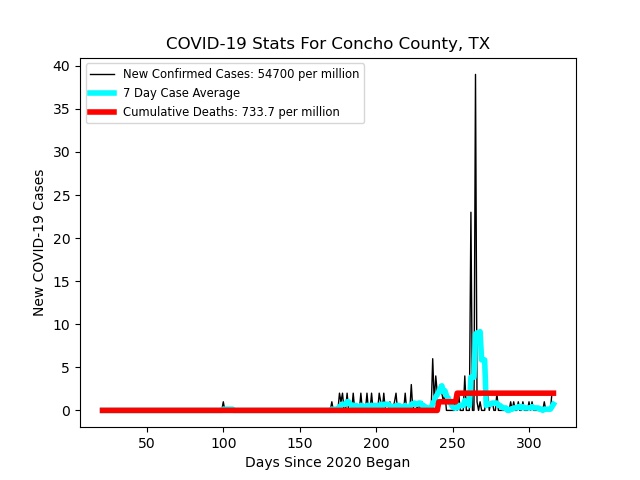 COVID-19 Stats For Concho County, TX
New Confirmed Cases: 54700 per million
7 Day Case Average
Cumulative Deaths: 733.7 per million
New COVID-19 Cases
40
35
30
25
20
15
10
5
0
50 100 150 200 250 300
Days Since 2020 Began